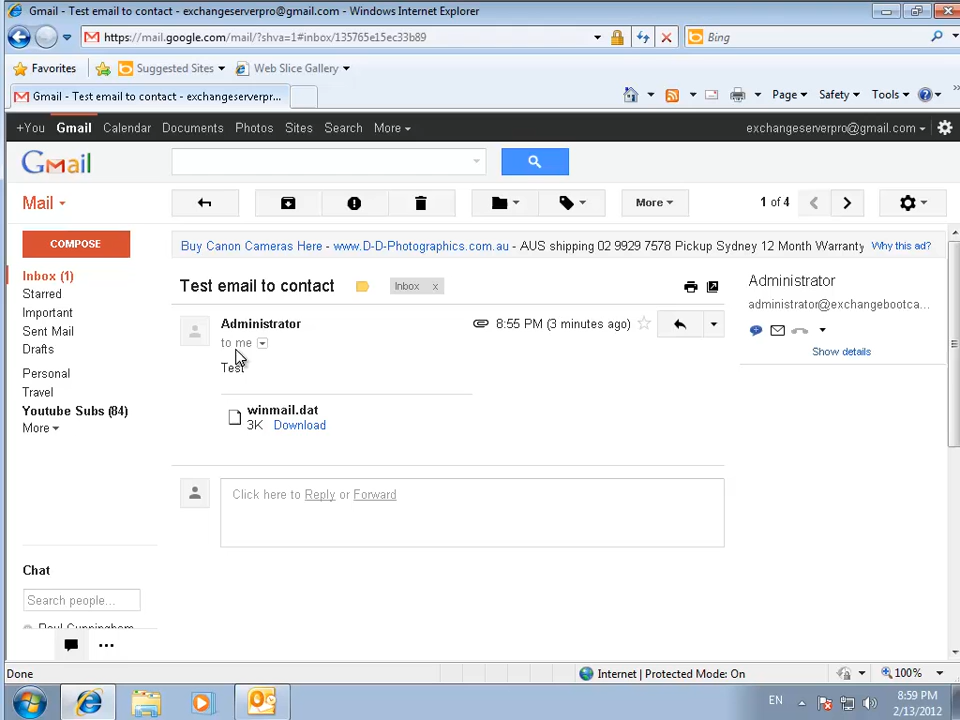 Gmail - Test email to contact - exchangeserverpro@gmail.com - Windows Internet Explorer
https://mail.google.com/mail/?shva=1#inbox/135765e15ec33b89
Bing
Favorites Suggested Sites Web Slice Gallery
Gmail - Test email to contact - exchangeserverpr...
Page Safety Tools
+You Gmail Calendar Documents Photos Sites Search More
exchangeserverpro@gmail.com
Gmail
Mail
More
1 of 4
COMPOSE
Buy Canon Cameras Here - www.D-D-Photographics.com.au - AUS shipping 02 9929 7578 Pickup Sydney 12 Month Warranty
Why this ad?
Inbox (1)
Starred
Important
Sent Mail
Drafts
Personal
Travel
Youtube Subs (84)
More
Test email to contact
Inbox x
Administrator
8:55 PM (3 minutes ago)
to me
Test
winmail.dat
3K Download
Click here to Reply or Forward
Administrator
administrator@exchangebootca...
Show details
Chat
Search people...
Paul Cunningham
Done
Internet | Protected Mode: On
100%
EN
8:59 PM
2/13/2012